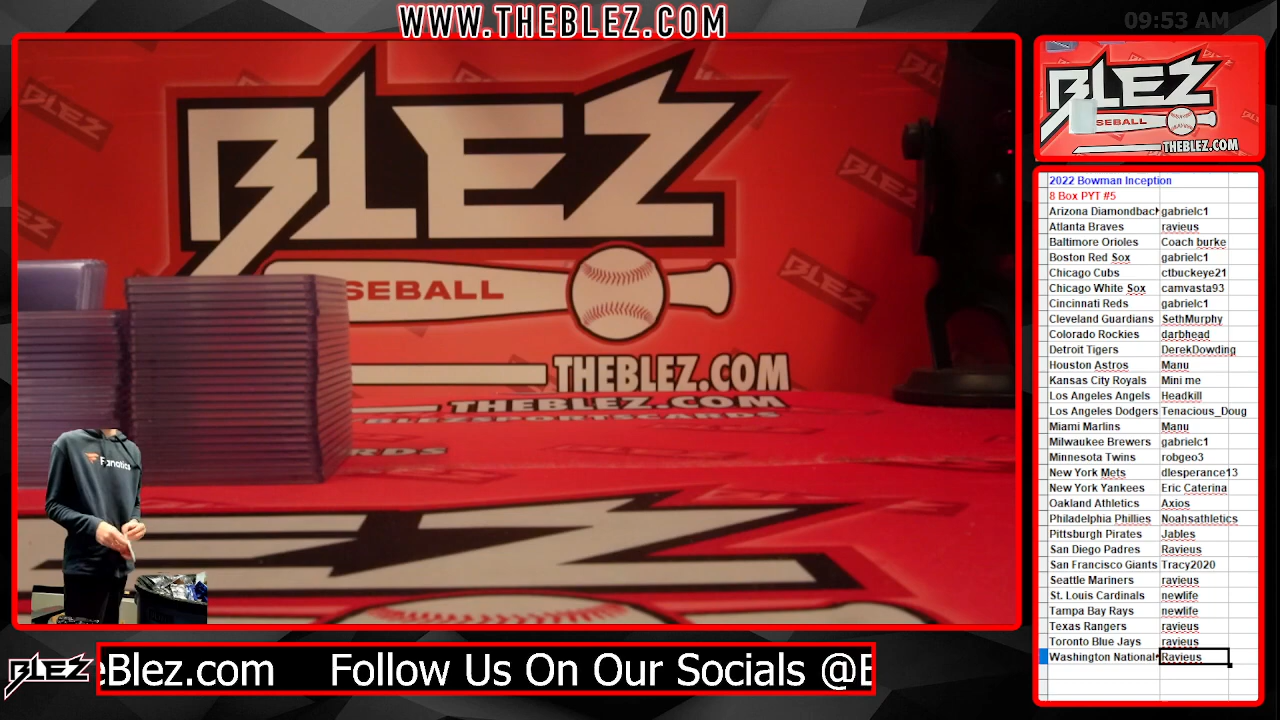 WWW.THEBLEZ.COM
09:53 AM
BLEZ
SEBALL
THEBLEZ.COM
THEBLEZ.COM
BLEZSPORTSCARDS
ARDS
Fanatics
BLEZ
SEBALL
THEBLEZ.COM
2022 Bowman Inception
8 Box PYT #5
Arizona Diamondback gabrielc1
Atlanta Braves ravieus
Baltimore Orioles Coach burke
Boston Red Sox gabrielc1
Chicago Cubs ctbuckeye21
Chicago White Sox camvasta93
Cincinnati Reds gabrielc1
Cleveland Guardians SethMurphy
Colorado Rockies darbhead
Detroit Tigers DerekDowding
Houston Astros Manu
Kansas City Royals Mini me
Los Angeles Angels Headkill
Los Angeles Dodgers Tenacious_Doug
Miami Marlins Manu
Milwaukee Brewers gabrielc1
Minnesota Twins robgeo3
New York Mets dlesperance13
New York Yankees Eric Caterina
Oakland Athletics Axios
Philadelphia Phillies Noahsathletics
Pittsburgh Pirates Jables
San Diego Padres Ravieus
San Francisco Giants Tracy2020
Seattle Mariners ravieus
St. Louis Cardinals newlife
Tampa Bay Rays newlife
Texas Rangers ravieus
Toronto Blue Jays ravieus
Washington National Ravieus
BLEZ
eBlez.com Follow Us On Our Socials @B